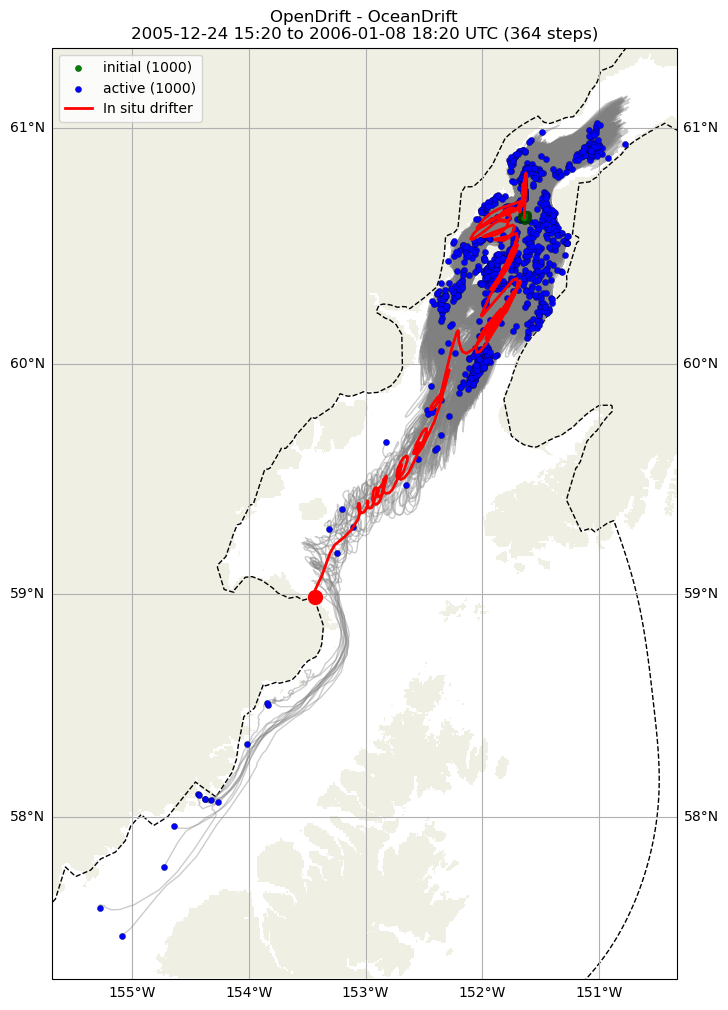 OpenDrift - OceanDrift
2005-12-24 15:20 to 2006-01-08 18:20 UTC (364 steps)
initial (1000)
active (1000)
In situ drifter
61°N 61°N
60°N 60°N
59°N 59°N
58°N 58°N
155°W 154°W 153°W 152°W 151°W